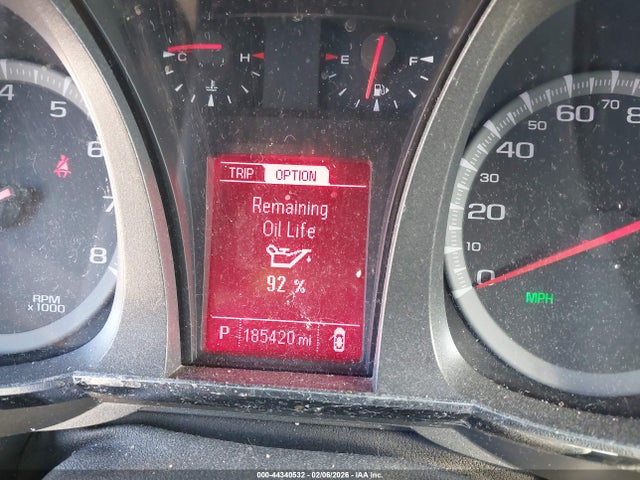 C H E F
4 5 6 7 8
RPM
x1000
TRIP OPTION
Remaining
Oil Life
92 %
P 185420 mi
0 10 20 30 40 50 60 70 8
MPH
000-44340532 - 02/06/2026 - IAA Inc.